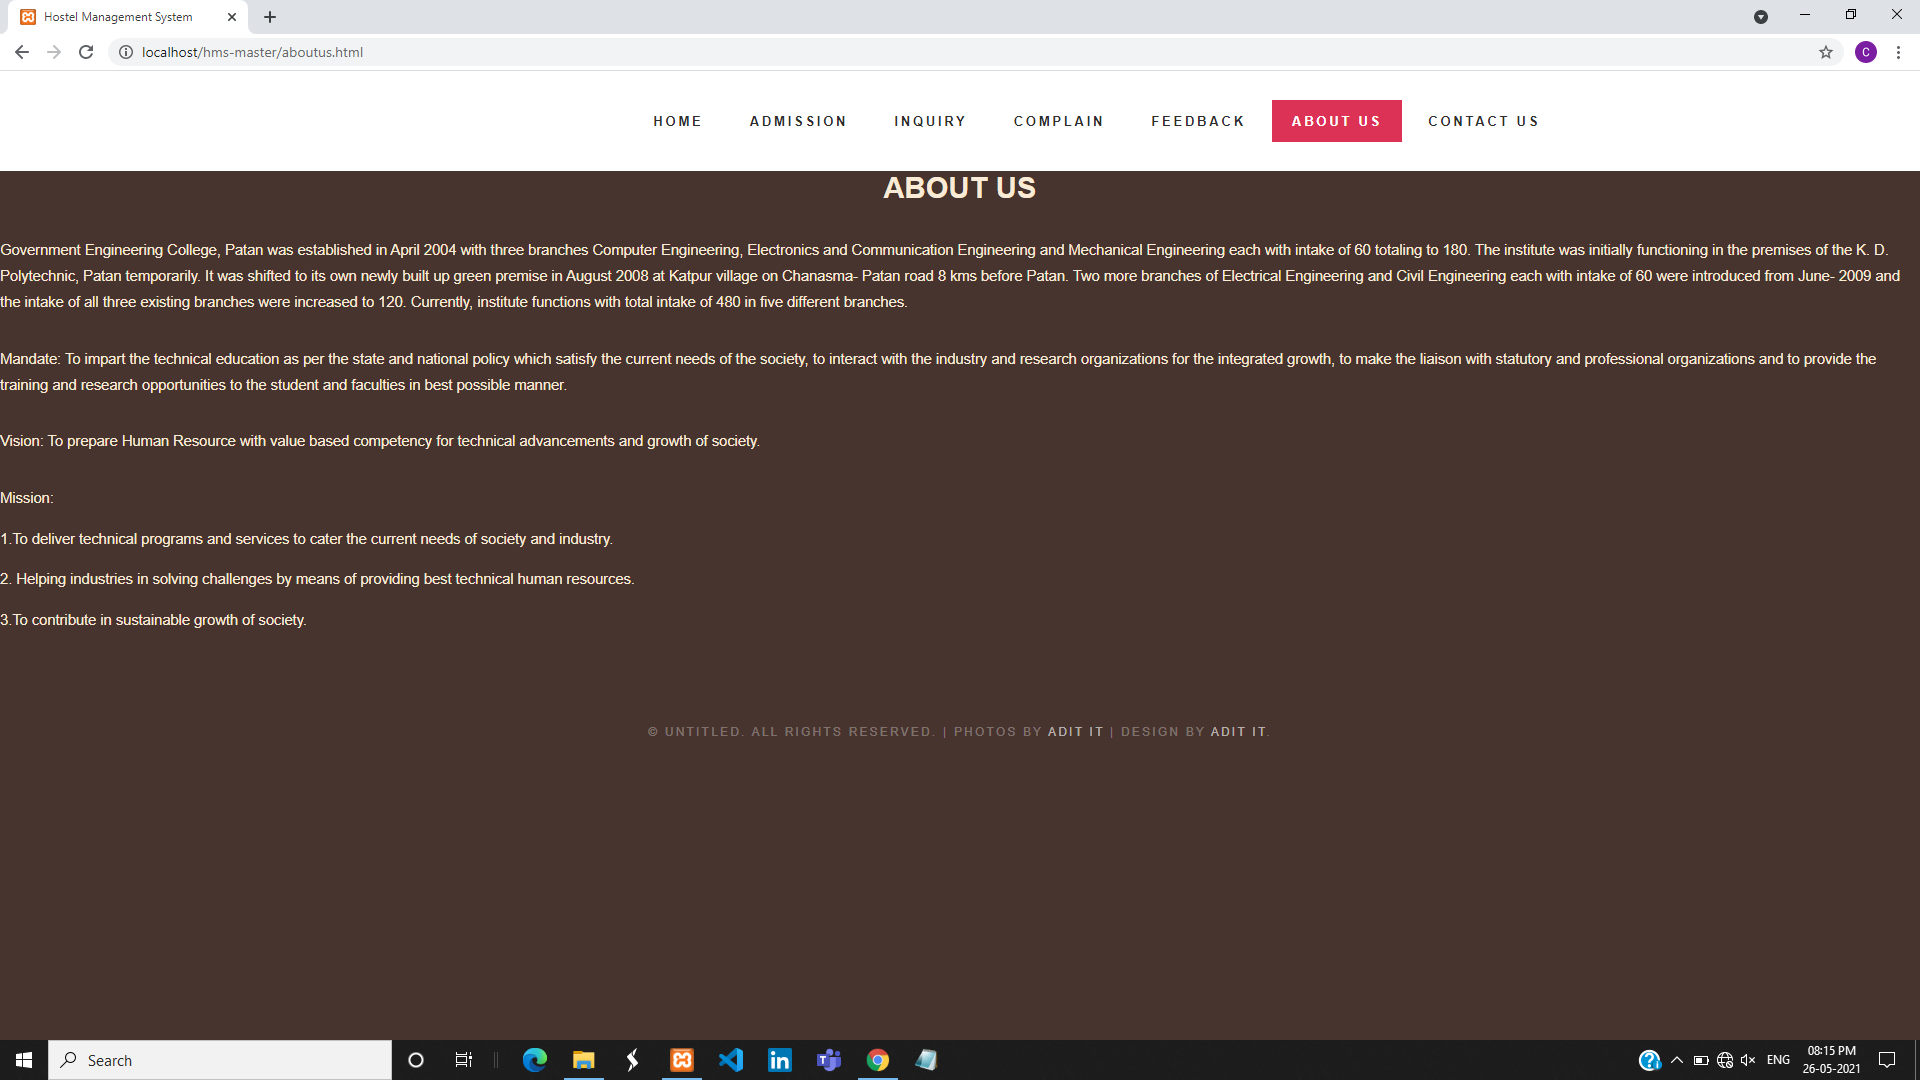 Hostel Management System
localhost/hms-master/aboutus.html
C
HOME ADMISSION INQUIRY COMPLAIN FEEDBACK ABOUT US CONTACT US
ABOUT US
Government Engineering College, Patan was established in April 2004 with three branches Computer Engineering, Electronics and Communication Engineering and Mechanical Engineering each with intake of 60 totaling to 180. The institute was initially functioning in the premises of the K. D.
Polytechnic, Patan temporarily. It was shifted to its own newly built up green premise in August 2008 at Katpur village on Chanasma- Patan road 8 kms before Patan. Two more branches of Electrical Engineering and Civil Engineering each with intake of 60 were introduced from June- 2009 and
the intake of all three existing branches were increased to 120. Currently, institute functions with total intake of 480 in five different branches.
Mandate: To impart the technical education as per the state and national policy which satisfy the current needs of the society, to interact with the industry and research organizations for the integrated growth, to make the liaison with statutory and professional organizations and to provide the
training and research opportunities to the student and faculties in best possible manner.
Vision: To prepare Human Resource with value based competency for technical advancements and growth of society.
Mission:
1.To deliver technical programs and services to cater the current needs of society and industry.
2. Helping industries in solving challenges by means of providing best technical human resources.
3.To contribute in sustainable growth of society.
© UNTITLED. ALL RIGHTS RESERVED. | PHOTOS BY ADIT IT | DESIGN BY ADIT IT.
Search
ENG
08:15 PM
26-05-2021